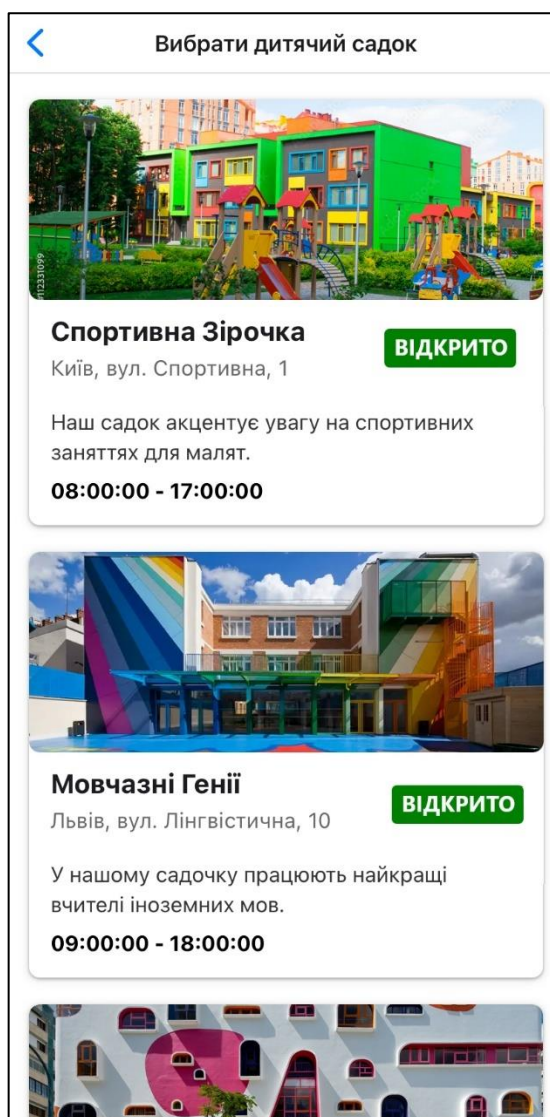 Вибрати дитячий садок
112331099
Спортивна Зірочка
ВІДКРИТО
Київ, вул. Спортивна, 1
Наш садок акцентує увагу на спортивних
заняттях для малят.
08:00:00 - 17:00:00
Мовчазні Генії
ВІДКРИТО
Львів, вул. Лінгвістична, 10
У нашому садочку працюють найкращі
вчителі іноземних мов.
09:00:00 - 18:00:00